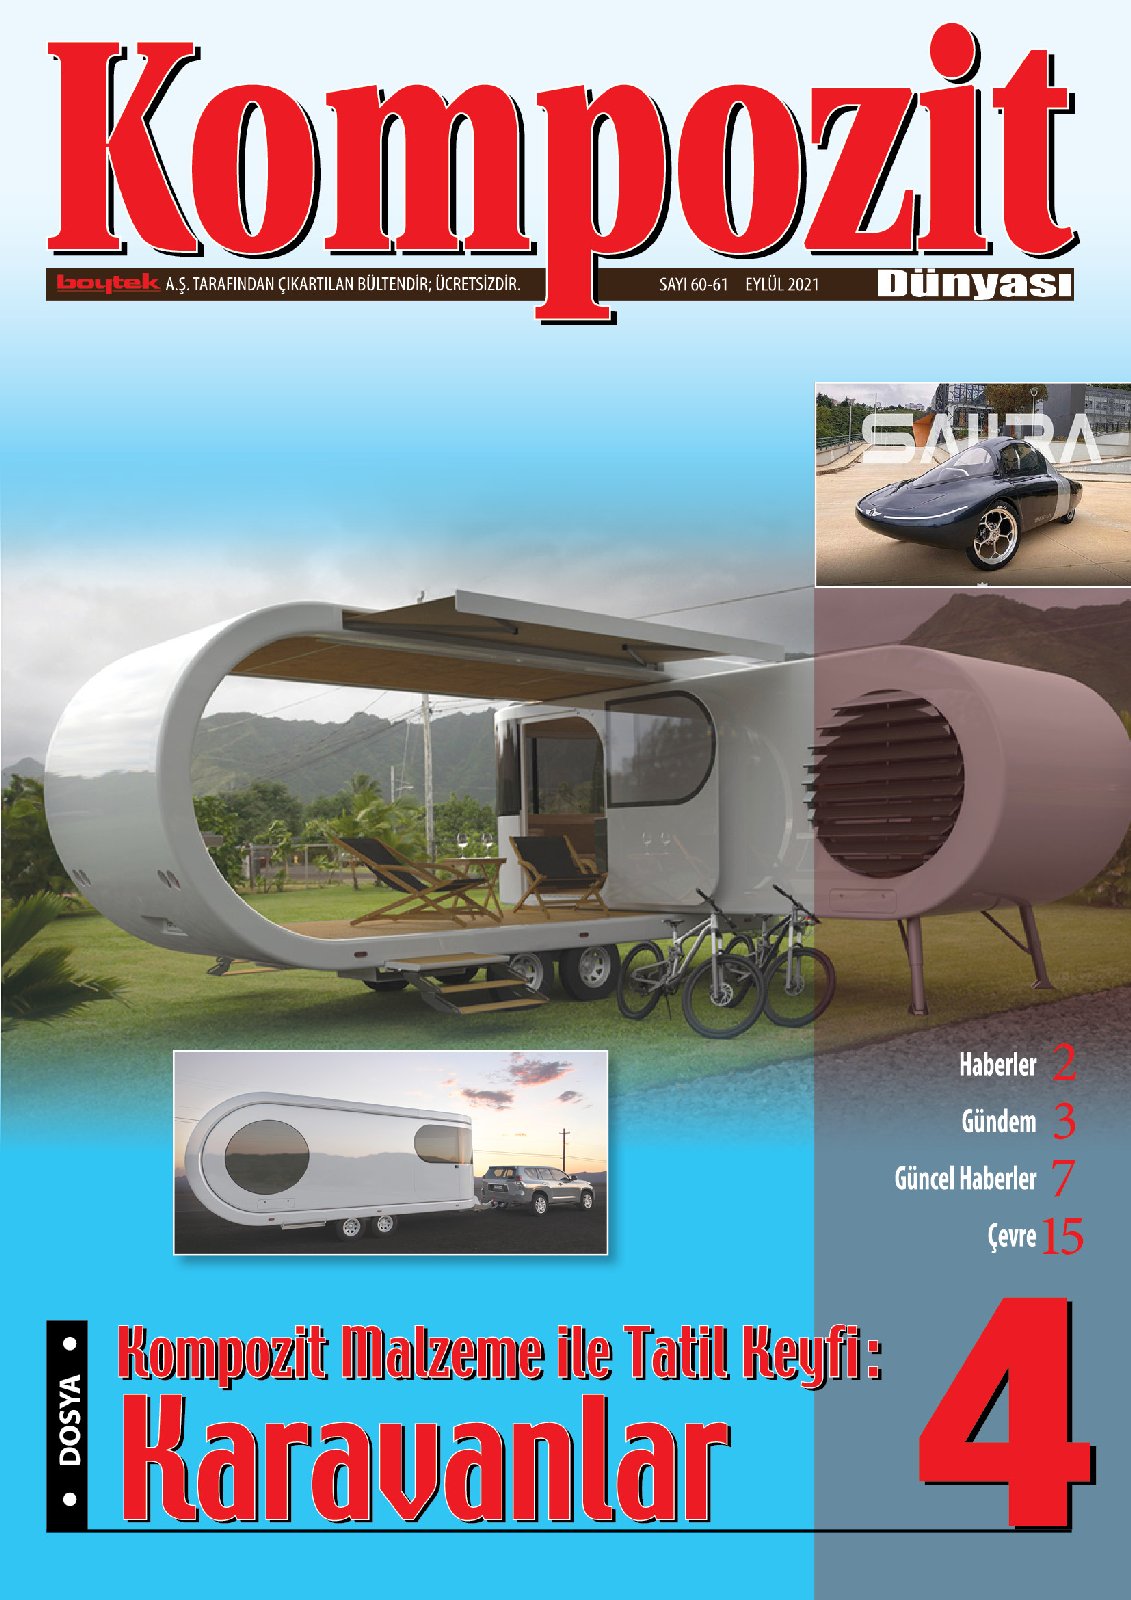 Kompozit
boytek A.Ş. TARAFINDAN ÇIKARTILAN BÜLTENDİR; ÜCRETSİZDİR.
SAYI 60-61 EYLÜL 2021
Dünyası
SAITRA
Haberler 2
Gündem 3
Güncel Haberler 7
Çevre 15
• DOSYA •
Kompozit Malzeme ile Tatil Keyfi:
Karavanlar
4